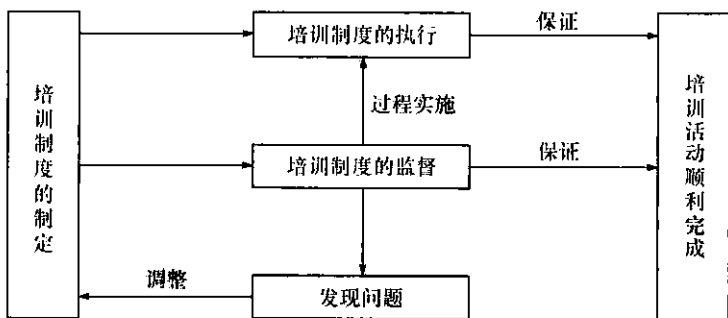 培训制度的执行
保证
培训制度的制定
过程实施
培训活动顺利完成
培训制度的监督
保证
调整
发现问题